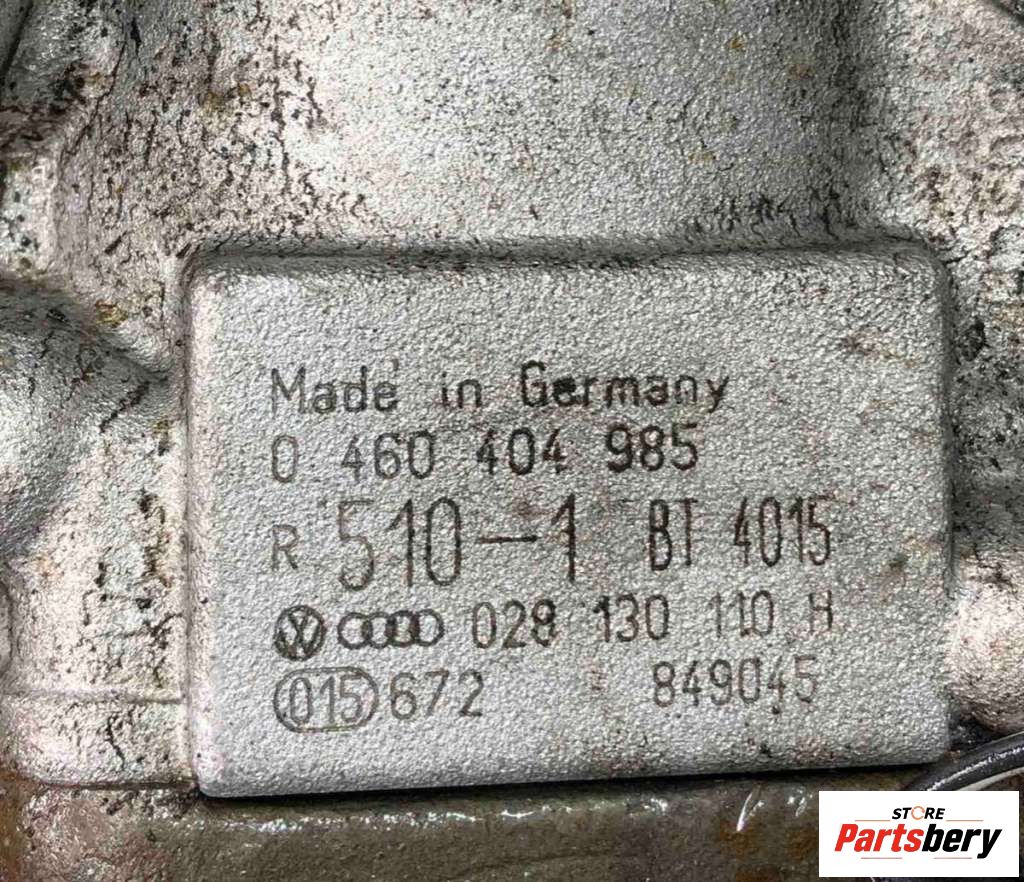 Made in Germany
0 460 404 985
R 510-1 BT 4015
VW 028 130 110 H
015 672 849045
STORE
Partsbery